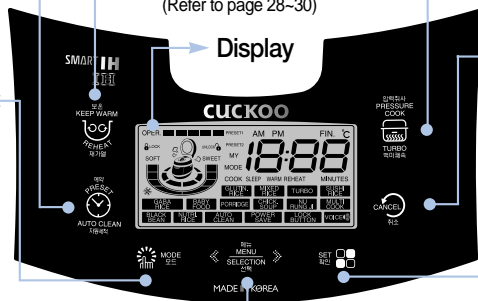 (Refer to page 28~30)
Display
SMART IH
보온
KEEP WARM
REHEAT
재가열
CUCKOO
압력취사
PRESSURE
COOK
TURBO
백미쾌속
OPER.
PRESET1
AM PM
FIN. ℃
LOCK
UNLOCK
PRESET2
SOFT
SWEET
MY
MODE
18:88
COOK SLEEP WARM REHEAT MINUTES
GLUTIN. RICE
MIXED RICE
TURBO
SUSHI RICE
GABA RICE
BABY FOOD
PORRIDGE
CHICK. SOUP
NU RUNG JI
MULTI COOK
BLACK BEAN
NUTRI. RICE
AUTO CLEAN
POWER SAVE
LOCK BUTTON
VOICE
예약
PRESET
AUTO CLEAN
자동세척
CANCEL
취소
MODE
모드
메뉴
MENU
SELECTION
선택
SET
확인
MADE IN KOREA